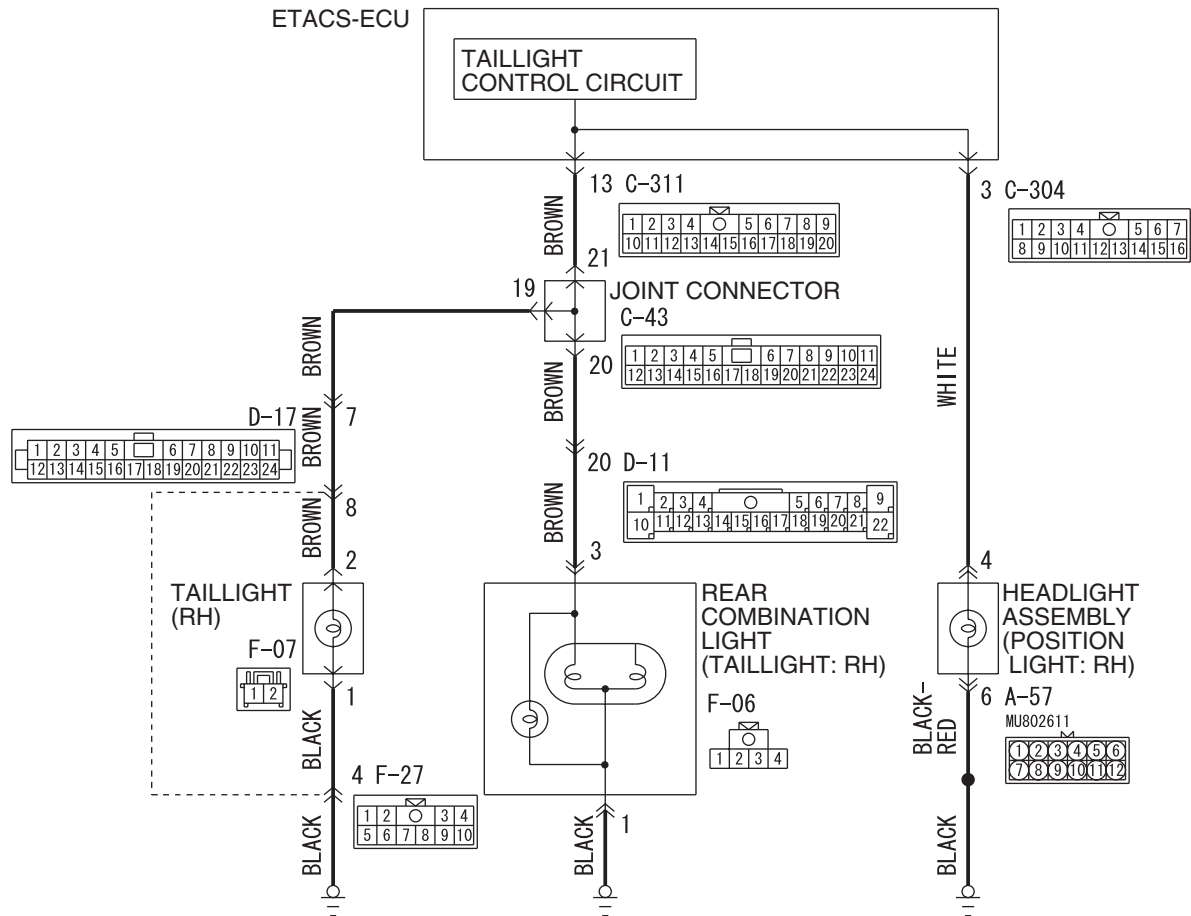 ETACS-ECU
TAILLIGHT
CONTROL CIRCUIT
13 C-311
BROWN
1 2 3 4 5 6 7 8 9
10 11 12 13 14 15 16 17 18 19 20
3 C-304
1 2 3 4 5 6 7
8 9 10 11 12 13 14 15 16
21
19
JOINT CONNECTOR
C-43
20
1 2 3 4 5 6 7 8 9 10 11
12 13 14 15 16 17 18 19 20 21 22 23 24
BROWN
BROWN
WHITE
D-17
7
BROWN
1 2 3 4 5 6 7 8 9 10 11
12 13 14 15 16 17 18 19 20 21 22 23 24
20 D-11
BROWN
1 2 3 4 5 6 7 8 9
10 11 12 13 14 15 16 17 18 19 20 21 22
8
BROWN
2
3
4
TAILLIGHT
(RH)
F-07
1 2
1
REAR
COMBINATION
LIGHT
(TAILLIGHT: RH)
F-06
1 2 3 4
HEADLIGHT
ASSEMBLY
(POSITION
LIGHT: RH)
6 A-57
MU802611
1 2 3 4 5 6
7 8 9 10 11 12
BLACK-
RED
BLACK
4 F-27
1 2 3 4
5 6 7 8 9 10
BLACK
1
BLACK
BLACK